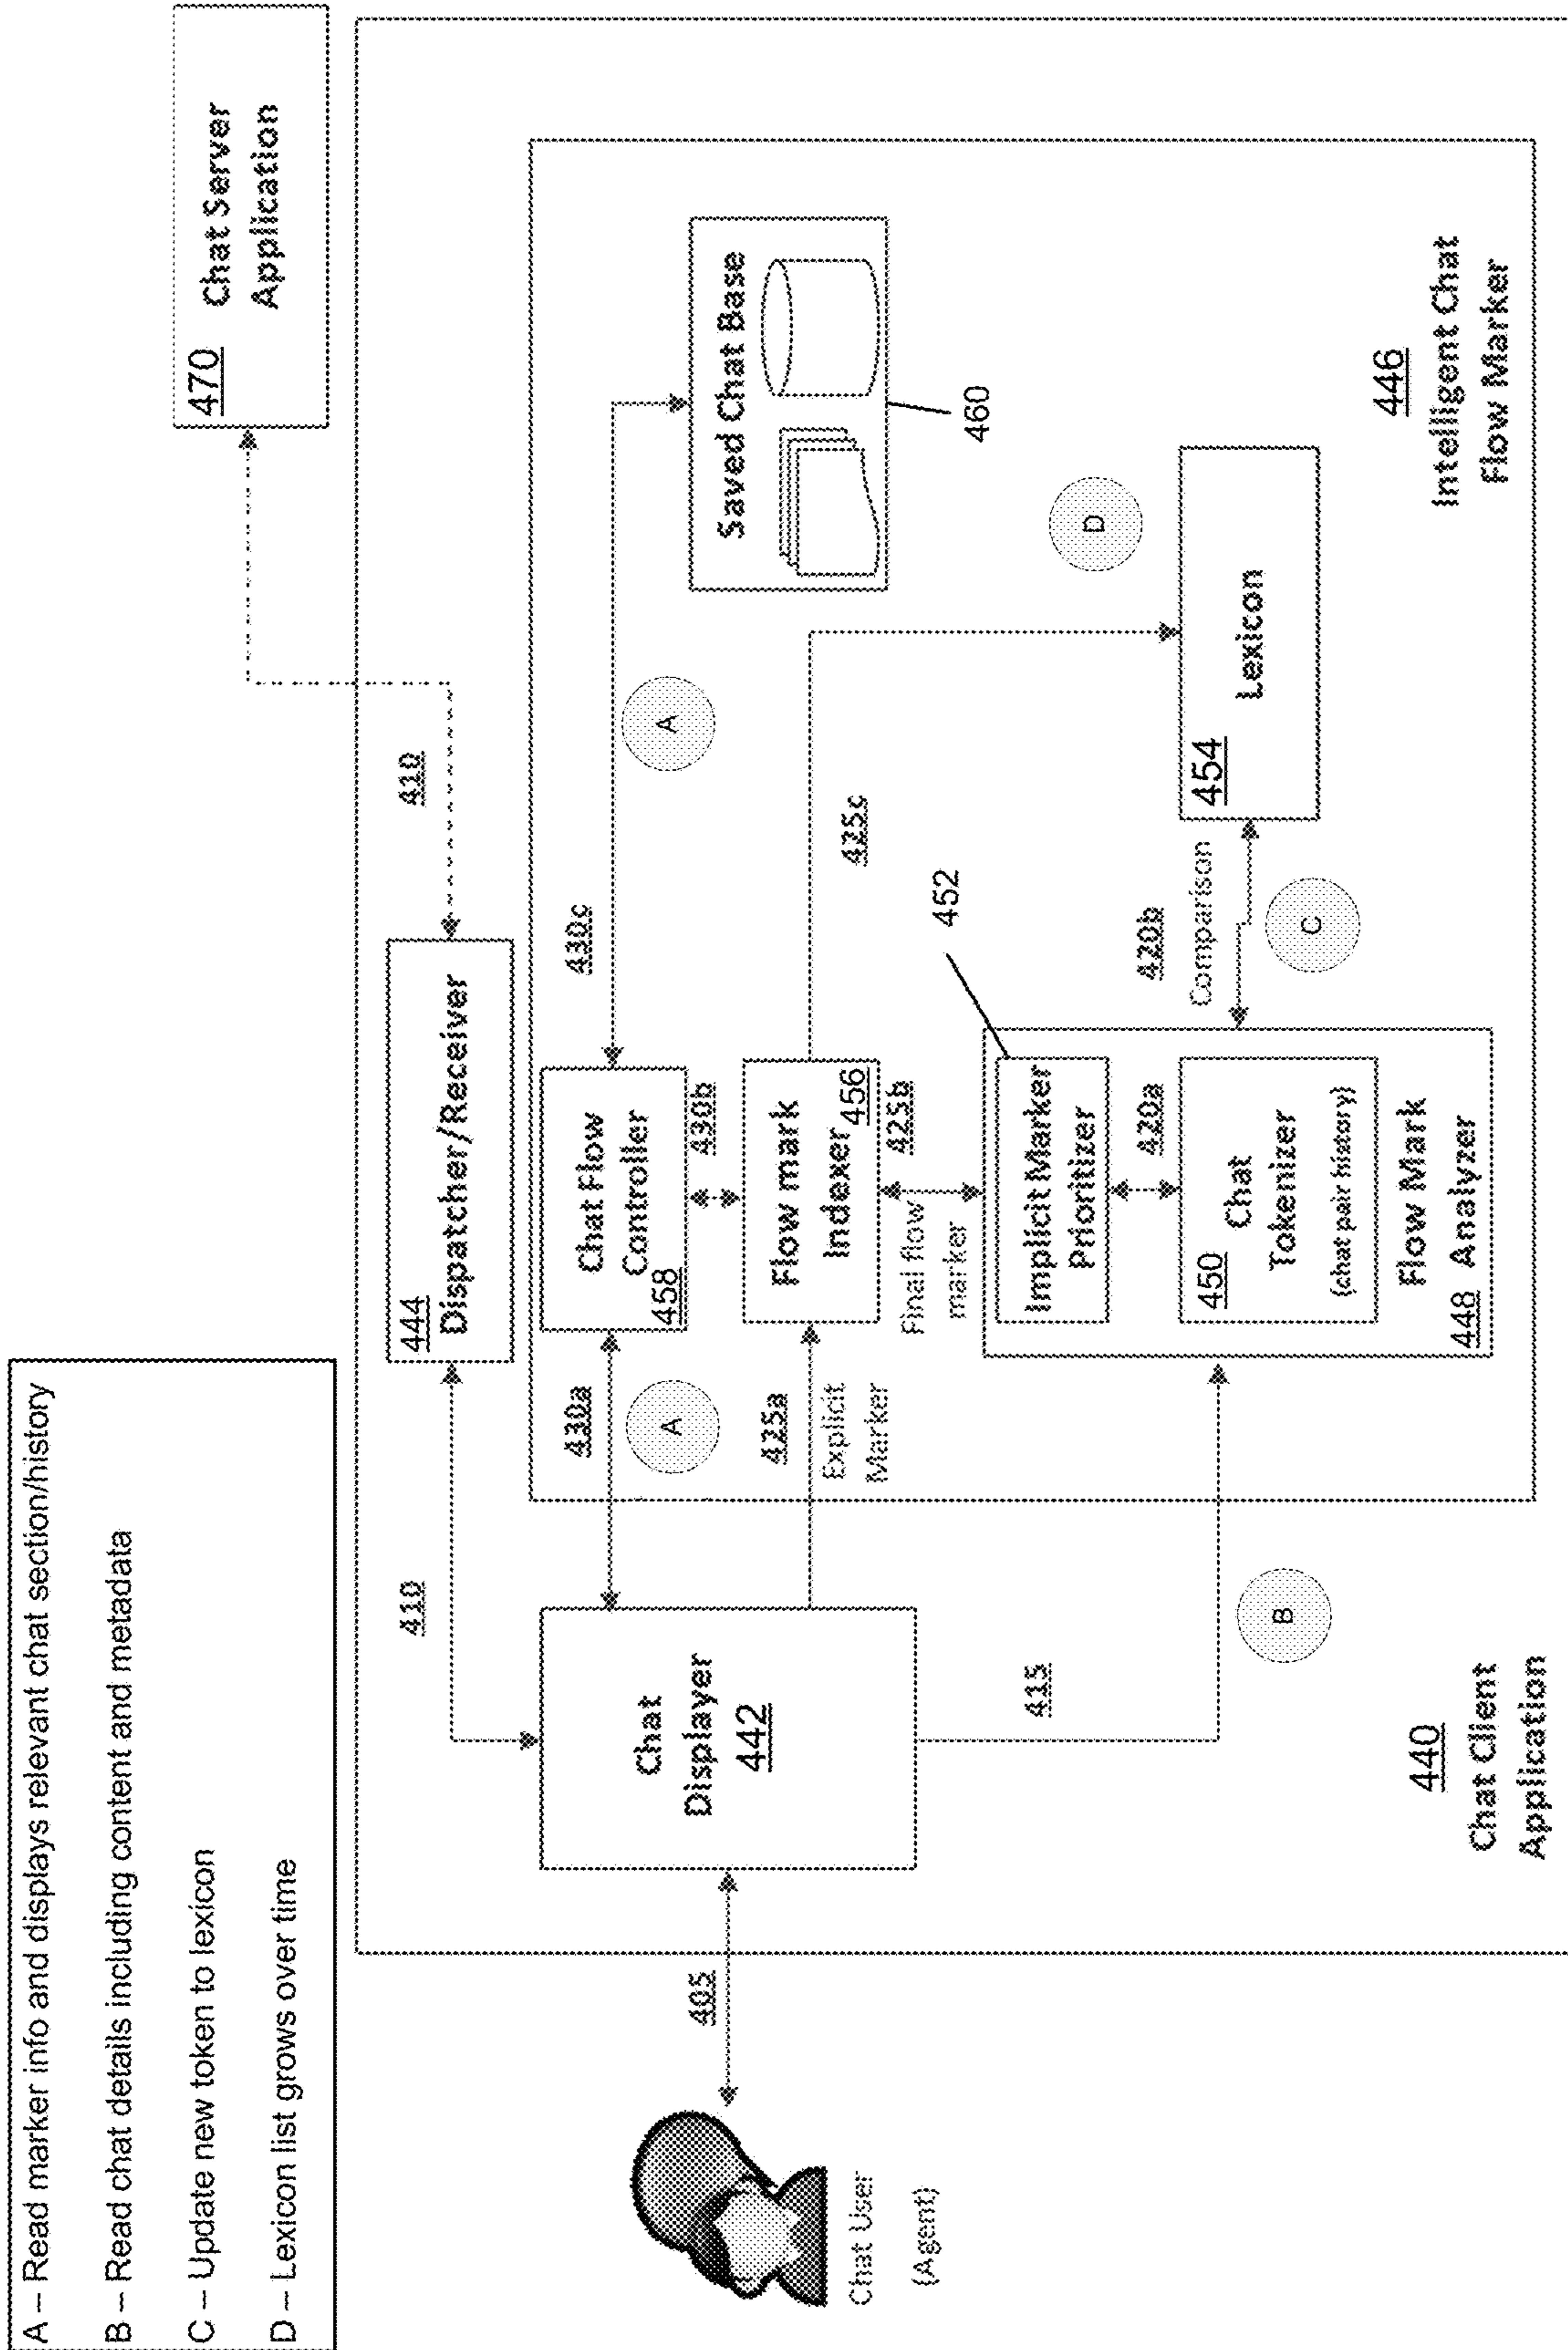 A – Read marker info and displays relevant chat section/history
B – Read chat details including content and metadata
C – Update new token to lexicon
D – Lexicon list grows over time
470
Chat Server
Application
410
410
444
Dispatcher/Receiver
405
Chat User
(Agent)
Chat
Displayer
442
430a
A
Chat Flow
Controller
458
430c
A
Saved Chat Base
460
430b
425a
Explicit
Marker
Flow mark
Indexer
456
425c
425b
Final flow
marker
452
Implicit Marker
Prioritizer
420a
450
Chat
Tokenizer
(chat pair history)
Flow Mark
448 Analyzer
420b
Comparison
C
D
454
Lexicon
415
B
446
Intelligent Chat
Flow Marker
440
Chat Client
Application